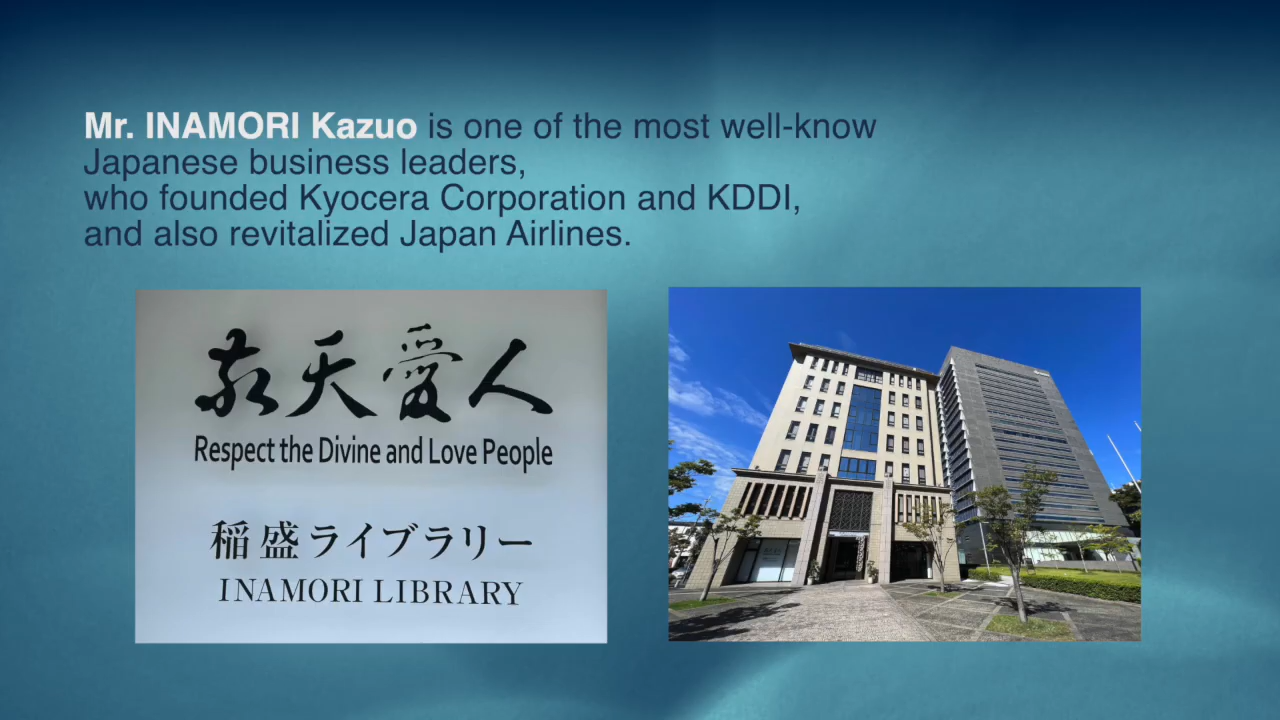 Mr. INAMORI Kazuo is one of the most well-know
Japanese business leaders,
who founded Kyocera Corporation and KDDI,
and also revitalized Japan Airlines.
敬天愛人
Respect the Divine and Love People
稲盛ライブラリー
INAMORI LIBRARY